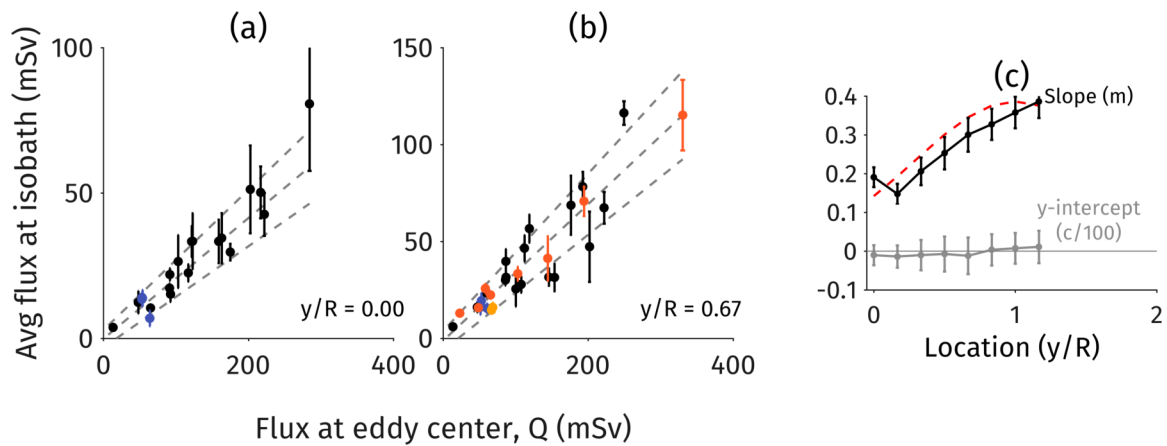 (a)
(b)
(c)
Avg flux at isobath (mSv)
100
50
0
0
200
400
y/R = 0.00
150
100
50
0
0
200
400
y/R = 0.67
Flux at eddy center, Q (mSv)
0.4
0.3
0.2
0.1
0
-0.1
0
1
2
Slope (m)
y-intercept
(c/100)
Location (y/R)